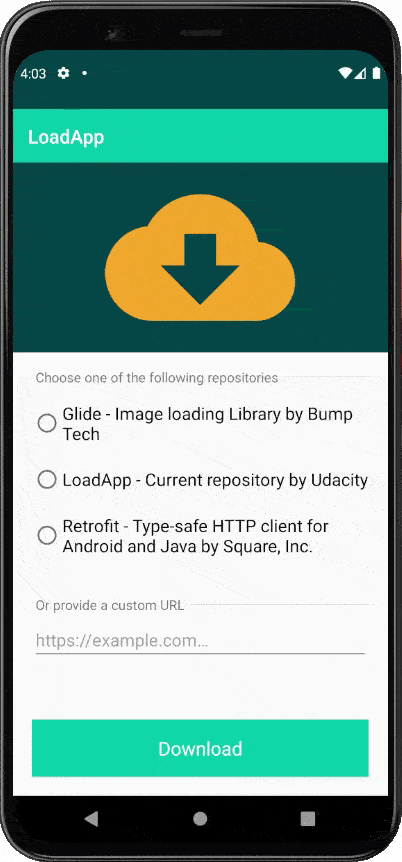 4:03
LoadApp
Choose one of the following repositories
Glide - Image loading Library by Bump
Tech
LoadApp - Current repository by Udacity
Retrofit - Type-safe HTTP client for
Android and Java by Square, Inc.
Or provide a custom URL
https://example.com...
Download